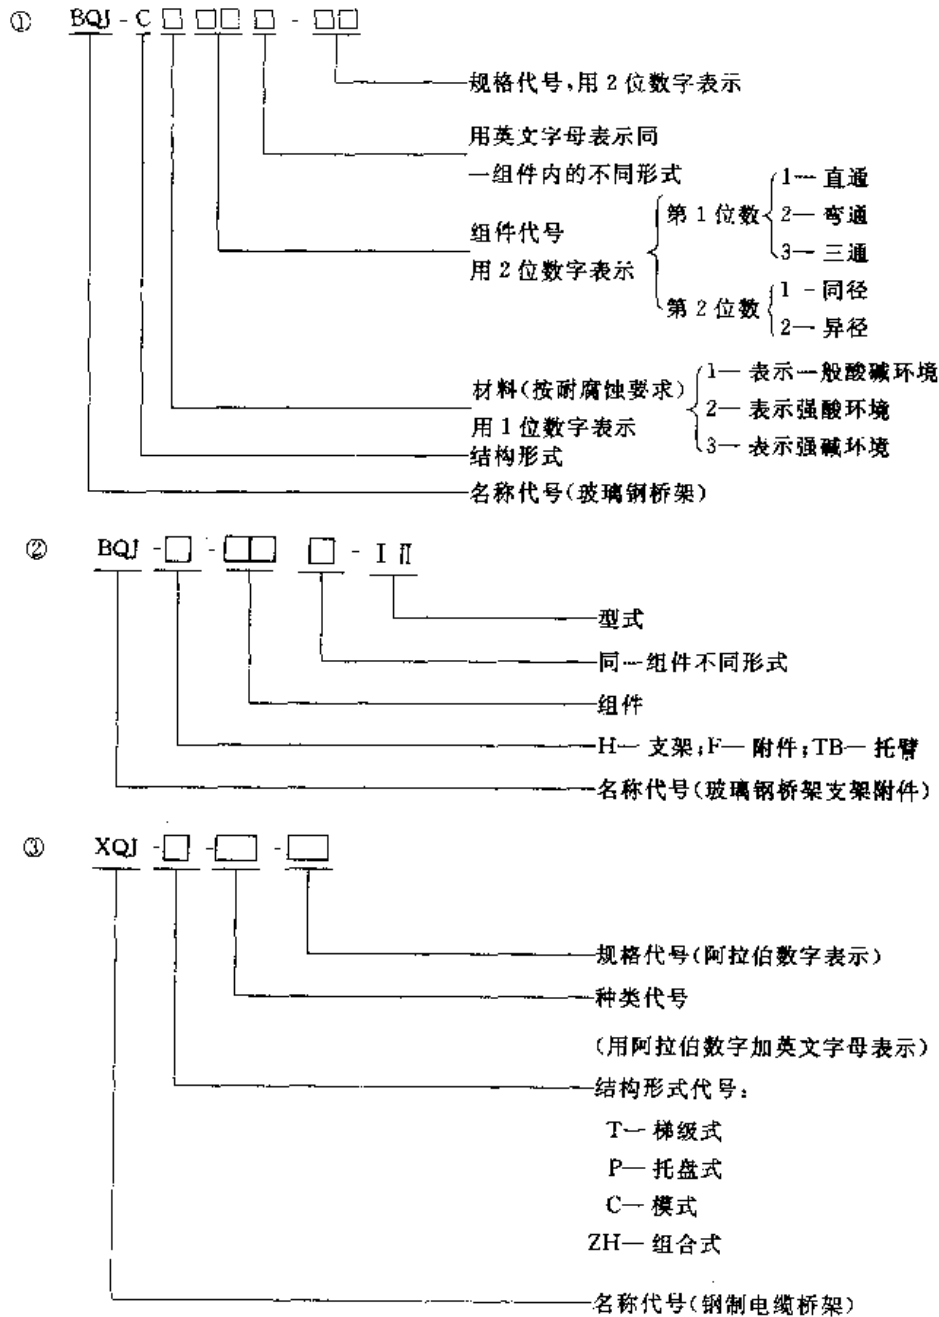 ① BQJ-C□ □□ □-□□
规格代号,用2位数字表示
用英文字母表示同
一组件内的不同形式
1—直通
第1位数
2—弯通
组件代号
3—三通
用2位数字表示
1-同径
第2位数
2—异径
1—表示一般酸碱环境
材料(按耐腐蚀要求)
2—表示强酸环境
用1位数字表示
3—表示强碱环境
结构形式
名称代号(玻璃钢桥架)
② BQJ-□-□□ □-ⅠⅡ
型式
同一组件不同形式
组件
H—支架;F—附件;TB—托臂
名称代号(玻璃钢桥架支架附件)
③ XQJ-□-□-□
规格代号(阿拉伯数字表示)
种类代号
(用阿拉伯数字加英文字母表示)
结构形式代号:
T—梯级式
P—托盘式
C—模式
ZH—组合式
名称代号(钢制电缆桥架)